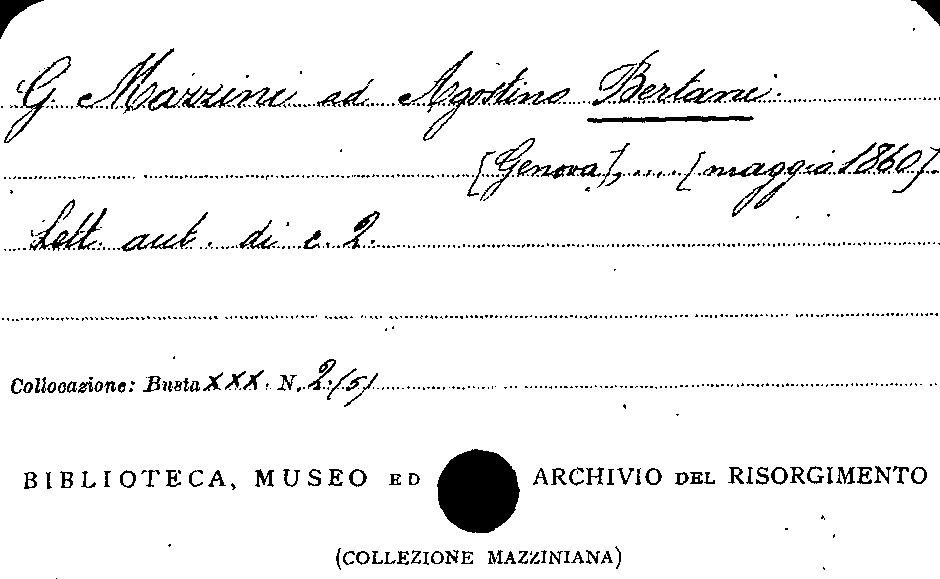 G. Mazzini ad Agostino Bertani.
[Genova], .... [maggio 1860].
Lett. aut. di c. 2.
Collocazione: Busta XXX. N. 2.(5)
BIBLIOTECA, MUSEO ED ARCHIVIO DEL RISORGIMENTO
(COLLEZIONE MAZZINIANA)